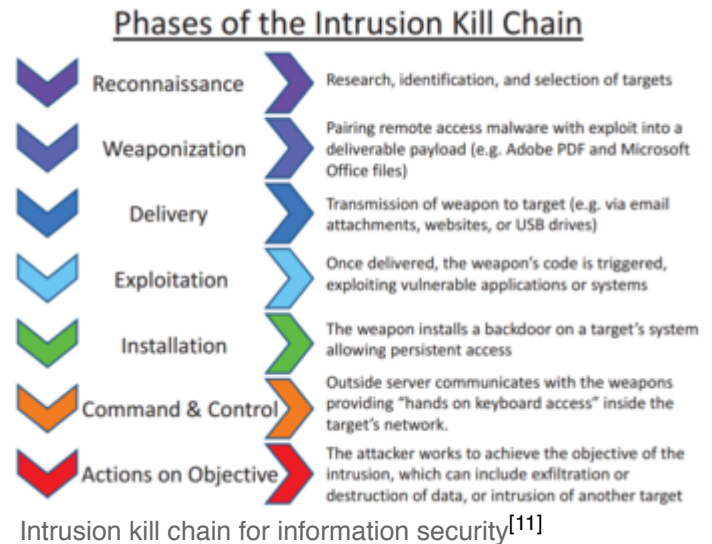 Phases of the Intrusion Kill Chain
Reconnaissance
Research, identification, and selection of targets
Weaponization
Pairing remote access malware with exploit into a
deliverable payload (e.g. Adobe PDF and Microsoft
Office files)
Delivery
Transmission of weapon to target (e.g. via email
attachments, websites, or USB drives)
Exploitation
Once delivered, the weapon's code is triggered,
exploiting vulnerable applications or systems
Installation
The weapon installs a backdoor on a target's system
allowing persistent access
Command & Control
Outside server communicates with the weapons
providing "hands on keyboard access" inside the
target's network.
Actions on Objective
The attacker works to achieve the objective of the
intrusion, which can include exfiltration or
destruction of data, or intrusion of another target
Intrusion kill chain for information security[11]